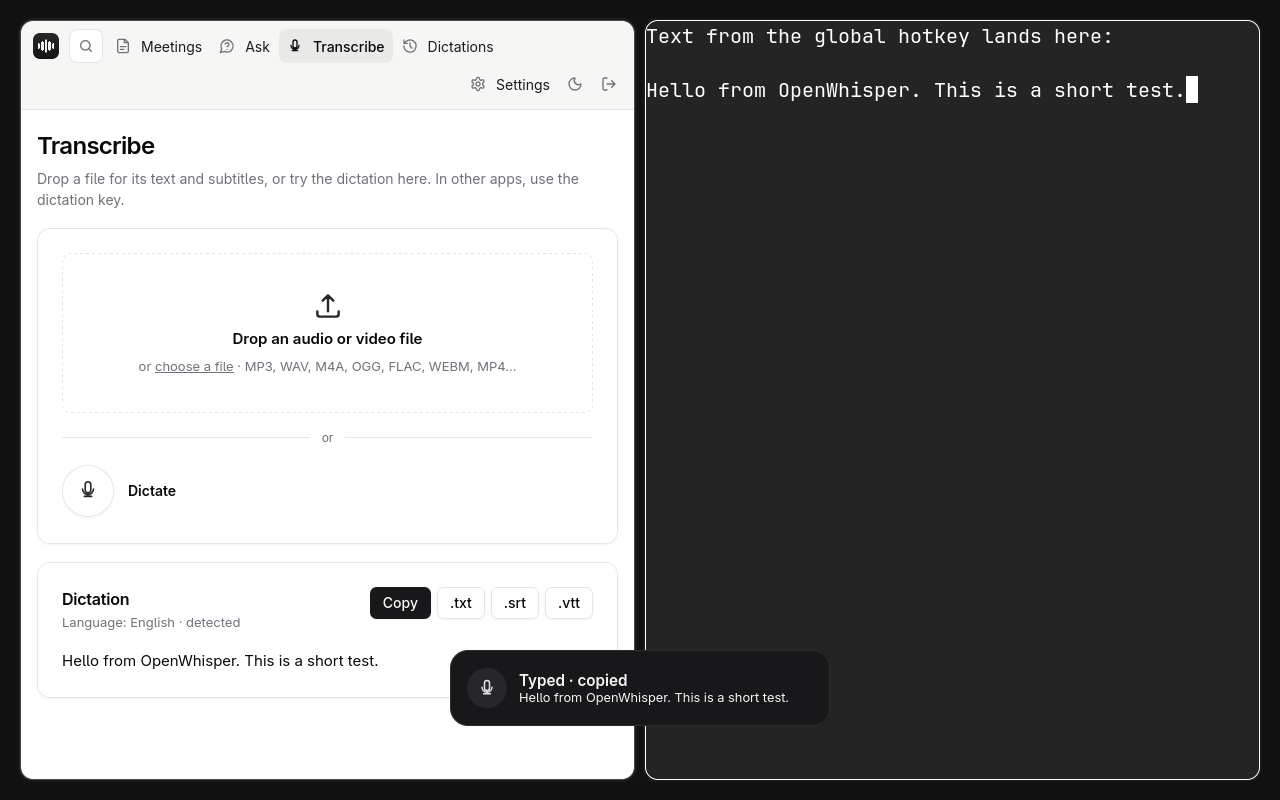 Meetings
Ask
Transcribe
Dictations
Settings
Transcribe
Drop a file for its text and subtitles, or try the dictation here. In other apps, use the
dictation key.
Drop an audio or video file
or choose a file · MP3, WAV, M4A, OGG, FLAC, WEBM, MP4…
or
Dictate
Dictation
Copy
.txt
.srt
.vtt
Language: English · detected
Hello from OpenWhisper. This is a short test.
Text from the global hotkey lands here:
Hello from OpenWhisper. This is a short test.
Typed · copied
Hello from OpenWhisper. This is a short test.